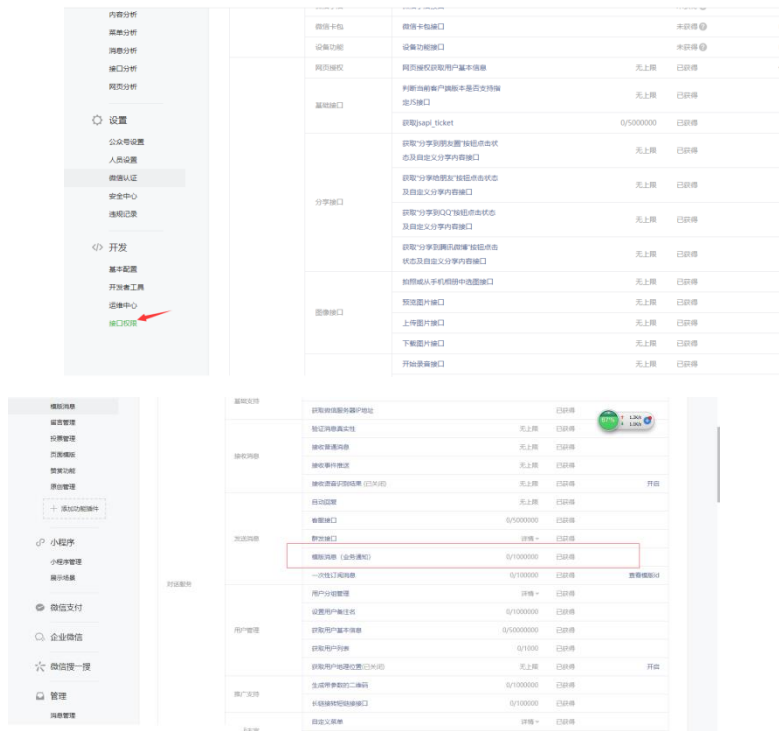 内容分析
菜单分析
消息分析
接口分析
网页分析
设置
公众号设置
人员设置
微信认证
安全中心
违规记录
</> 开发
基本配置
开发者工具
运维中心
接口权限
微信卡包 微信卡包接口 未获得
设备功能 设备功能接口 未获得
网页授权 网页授权获取用户基本信息 无上限 已获得
基础接口
判断当前客户端版本是否支持指
定JS接口 无上限 已获得
获取jsapi_ticket 0/5000000 已获得
分享接口
获取“分享到朋友圈”按钮点击状
态及自定义分享内容接口 无上限 已获得
获取“分享给朋友”按钮点击状态
及自定义分享内容接口 无上限 已获得
获取“分享到QQ”按钮点击状态
及自定义分享内容接口 无上限 已获得
获取“分享到腾讯微博”按钮点击
状态及自定义分享内容接口 无上限 已获得
图像接口
拍照或从手机相册中选图接口 无上限 已获得
预览图片接口 无上限 已获得
上传图片接口 无上限 已获得
下载图片接口 无上限 已获得
开始录音接口 无上限 已获得
模版消息
留言管理
投票管理
页面模版
赞赏功能
原创管理
+ 添加功能插件
小程序
小程序管理
展示场景
微信支付
企业微信
微信搜一搜
管理
消息管理
对话服务
基础支持
获取微信服务器IP地址 已获得
接收消息
验证消息真实性 无上限 已获得
接收普通消息 无上限 已获得
接收事件推送 无上限 已获得
接收语音识别结果 (已关闭) 无上限 已获得 开启
发送消息
自动回复 无上限 已获得
客服接口 0/5000000 已获得
群发接口 详情 已获得
模版消息（业务通知） 0/1000000 已获得
一次性订阅消息 0/100000 已获得 查看模版id
用户管理
用户分组管理 详情 已获得
设置用户备注名 0/1000000 已获得
获取用户基本信息 0/50000000 已获得
获取用户列表 0/1000 已获得
获取用户地理位置(已关闭) 无上限 已获得 开启
推广支持
生成带参数的二维码 0/1000000 已获得
长链接转短链接接口 0/100000 已获得
自定义菜单 详情 已获得
67%